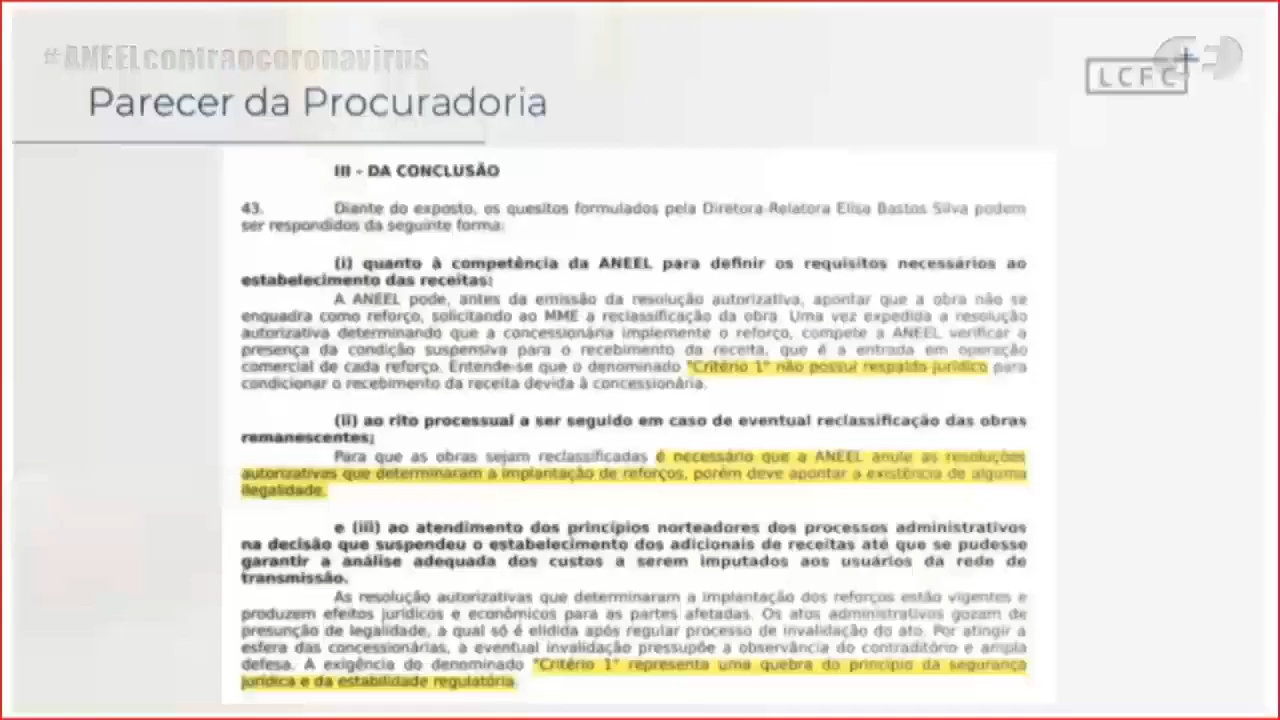 #ANEELcontraocoronavirus
LCFC
Parecer da Procuradoria
III - DA CONCLUSÃO
43. Diante do exposto, os quesitos formulados pela Diretora-Relatora Elisa Bastos Silva podem
ser respondidos da seguinte forma:
(i) quanto à competência da ANEEL para definir os requisitos necessários ao
estabelecimento das receitas;
A ANEEL pode, antes da emissão da resolução autorizativa, apontar que a obra não se
enquadra como reforço, solicitando ao MME a reclassificação da obra. Uma vez expedida a resolução
autorizativa determinando que a concessionária implemente o reforço, compete a ANEEL verificar a
presença da condição suspensiva para o recebimento da receita, que é a entrada em operação
comercial de cada reforço. Entende-se que o denominado "Critério 1" não possui respaldo jurídico para
condicionar o recebimento da receita devida à concessionária.
(ii) ao rito processual a ser seguido em caso de eventual reclassificação das obras
remanescentes;
Para que as obras sejam reclassificadas é necessário que a ANEEL anule as resoluções
autorizativas que determinaram a implantação de reforços, porém deve apontar a existência de alguma
ilegalidade.
e (iii) ao atendimento dos princípios norteadores dos processos administrativos
na decisão que suspendeu o estabelecimento dos adicionais de receitas até que se pudesse
garantir a análise adequada dos custos a serem imputados aos usuários da rede de
transmissão.
As resolução autorizativas que determinaram a implantação dos reforços estão vigentes e
produzem efeitos jurídicos e econômicos para as partes afetadas. Os atos administrativos gozam de
presunção de legalidade, a qual só é elidida após regular processo de invalidação do ato. Por atingir a
esfera das concessionárias, a eventual invalidação pressupõe a observância do contraditório e ampla
defesa. A exigência do denominado "Critério 1" representa uma quebra do princípio da segurança
jurídica e da estabilidade regulatória.